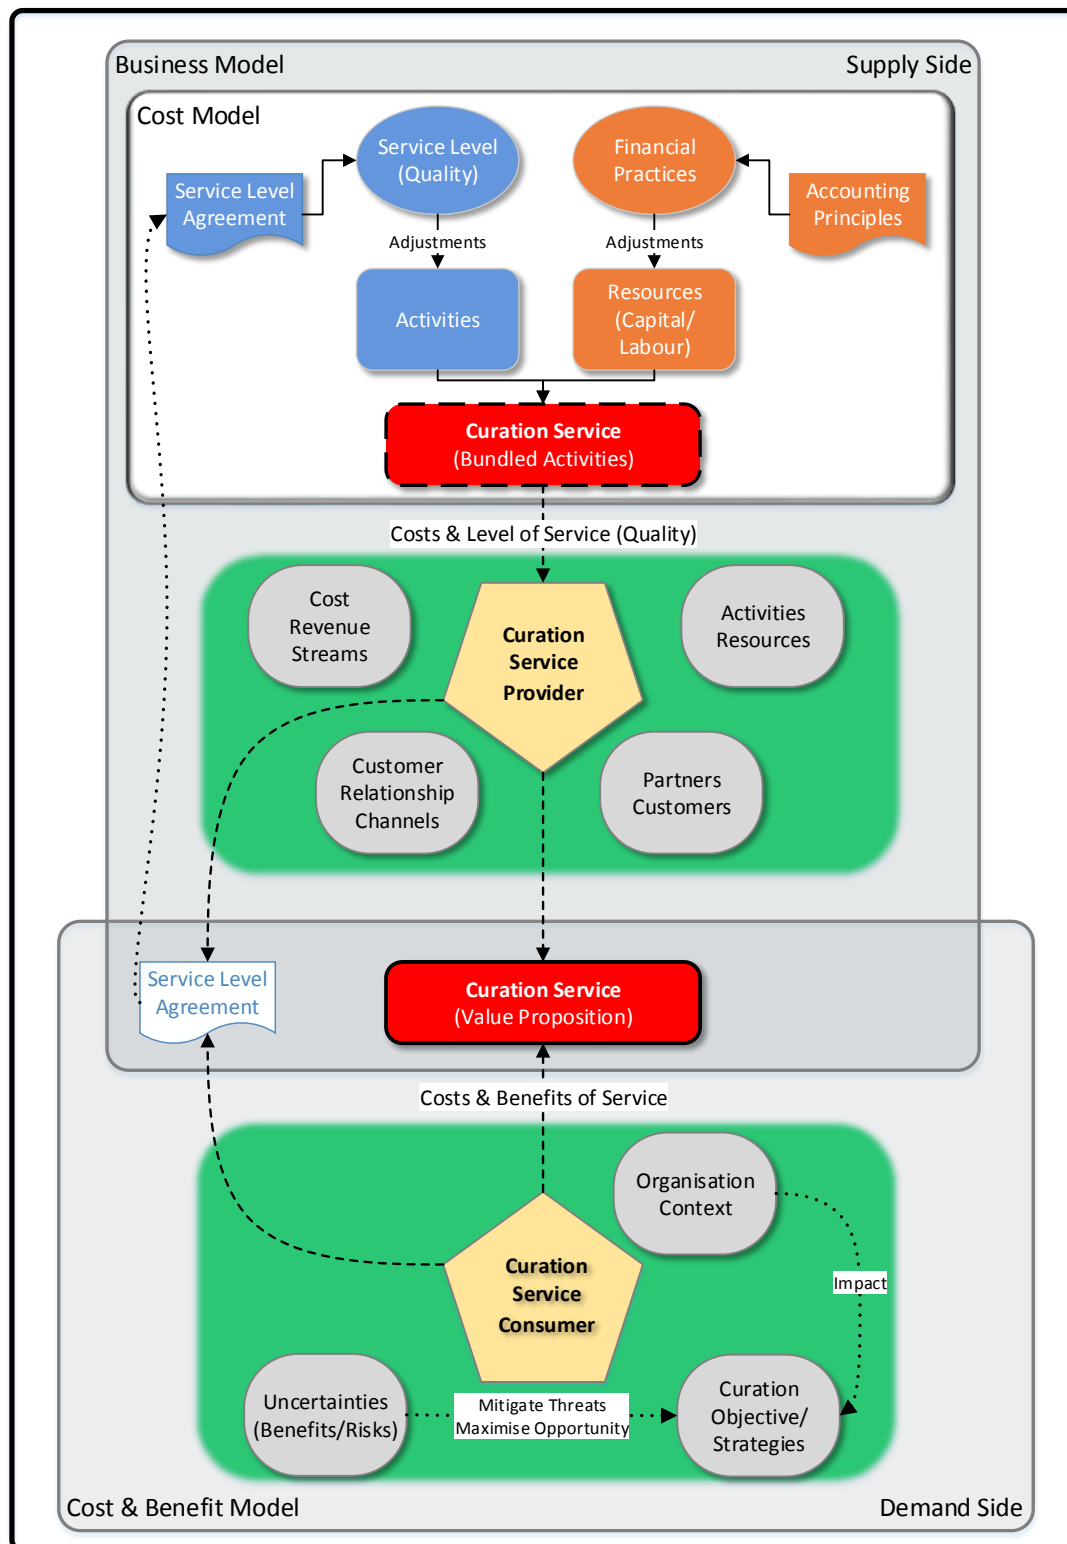 Business Model
Supply Side
Cost Model
Service Level
(Quality)
Financial
Practices
Service Level
Agreement
Accounting
Principles
Adjustments
Adjustments
Activities
Resources
(Capital/
Labour)
Curation Service
(Bundled Activities)
Costs & Level of Service (Quality)
Cost
Revenue
Streams
Curation
Service
Provider
Activities
Resources
Customer
Relationship
Channels
Partners
Customers
Service Level
Agreement
Curation Service
(Value Proposition)
Costs & Benefits of Service
Organisation
Context
Curation
Service
Consumer
Impact
Uncertainties
(Benefits/Risks)
Mitigate Threats
Maximise Opportunity
Curation
Objective/
Strategies
Cost & Benefit Model
Demand Side